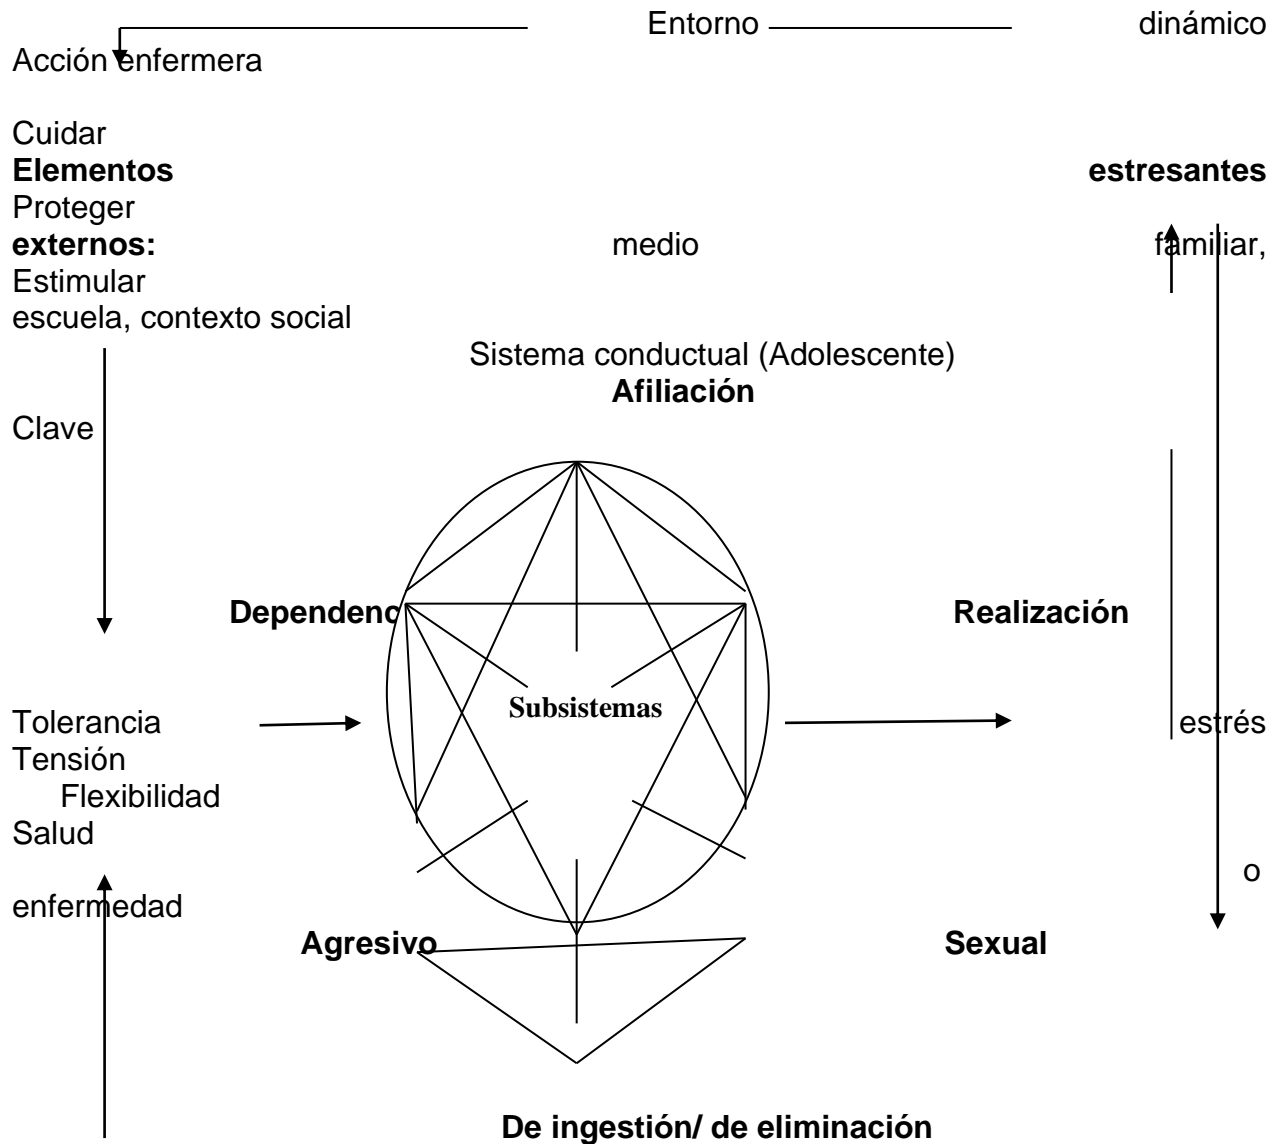 Entorno dinámico
Acción enfermera
Cuidar
Elementos estresantes
Proteger
externos: medio familiar,
Estimular
escuela, contexto social
Sistema conductual (Adolescente)
Afiliación
Clave
Dependenc Realización
Subsistemas
Tolerancia estrés
Tensión
Flexibilidad
Salud o
enfermedad
Agresivo Sexual
De ingestión/ de eliminación